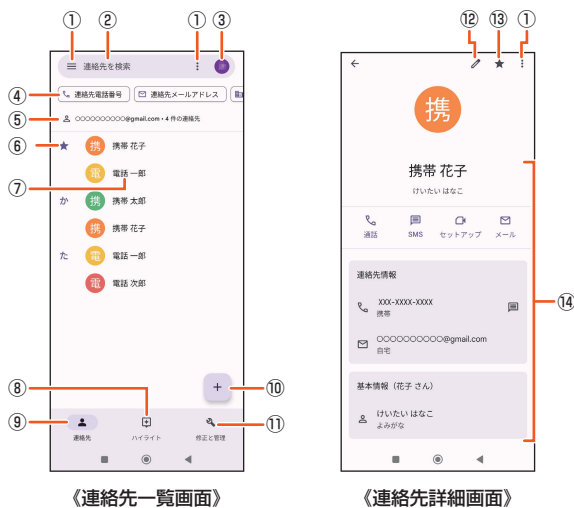 ① ② ① ③
連絡先を検索
④ 連絡先電話番号 連絡先メールアドレス
⑤ ○○○○○○○○○○@gmail.com • 4 件の連絡先
⑥ ★ 携 携帯 花子
電 電話 一郎
⑦
か 携 携帯 太郎
携 携帯 花子
た 電 電話 一郎
電 電話 次郎
⑧ + ⑩
⑨ 連絡先 ハイライト 修正と管理 ⑪
《連絡先一覧画面》
⑫ ⑬ ①
携
携帯 花子
けいたい はなこ
通話 SMS セットアップ メール
連絡先情報
XXX-XXXX-XXXX
携帯
⑭
○○○○○○○○○○@gmail.com
自宅
基本情報（花子 さん）
けいたい はなこ
よみがな
《連絡先詳細画面》